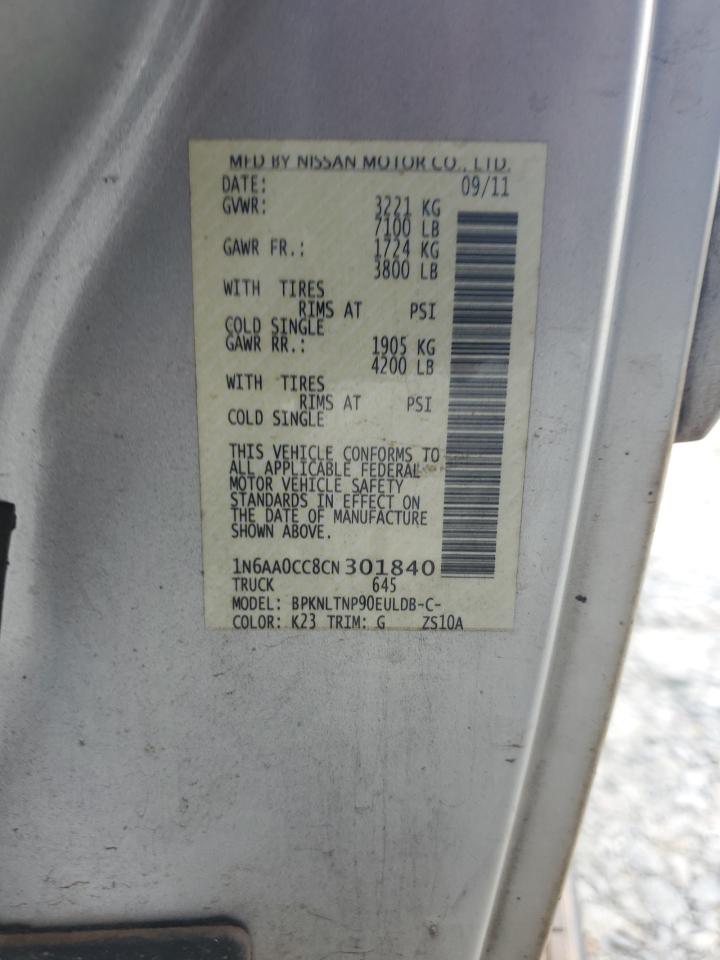 MFD BY NISSAN MOTOR CO., LTD.
DATE: 09/11
GVWR: 3221 KG
7100 LB
GAWR FR.: 1724 KG
3800 LB
WITH TIRES
RIMS AT PSI
COLD SINGLE
GAWR RR.: 1905 KG
4200 LB
WITH TIRES
RIMS AT PSI
COLD SINGLE
THIS VEHICLE CONFORMS TO
ALL APPLICABLE FEDERAL
MOTOR VEHICLE SAFETY
STANDARDS IN EFFECT ON
THE DATE OF MANUFACTURE
SHOWN ABOVE.
1N6AA0CC8CN301840
TRUCK 645
MODEL: BPKNLTNP90EULDB-C-
COLOR: K23 TRIM: G ZS10A